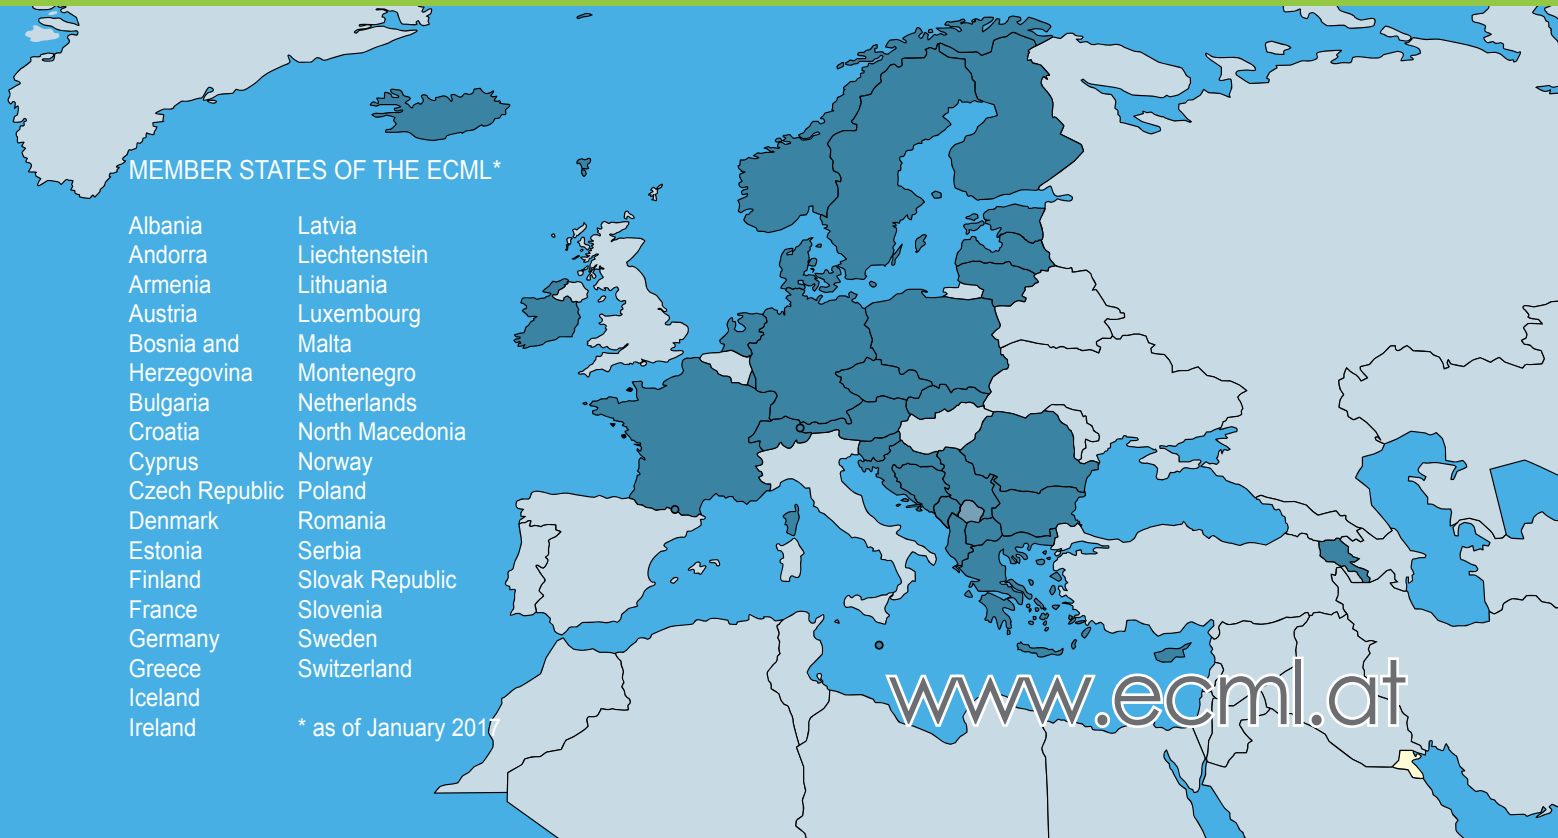 MEMBER STATES OF THE ECML*
Albania
Andorra
Armenia
Austria
Bosnia and
Herzegovina
Bulgaria
Croatia
Cyprus
Czech Republic
Denmark
Estonia
Finland
France
Germany
Greece
Iceland
Ireland
Latvia
Liechtenstein
Lithuania
Luxembourg
Malta
Montenegro
Netherlands
North Macedonia
Norway
Poland
Romania
Serbia
Slovak Republic
Slovenia
Sweden
Switzerland
* as of January 2017
www.ecml.at